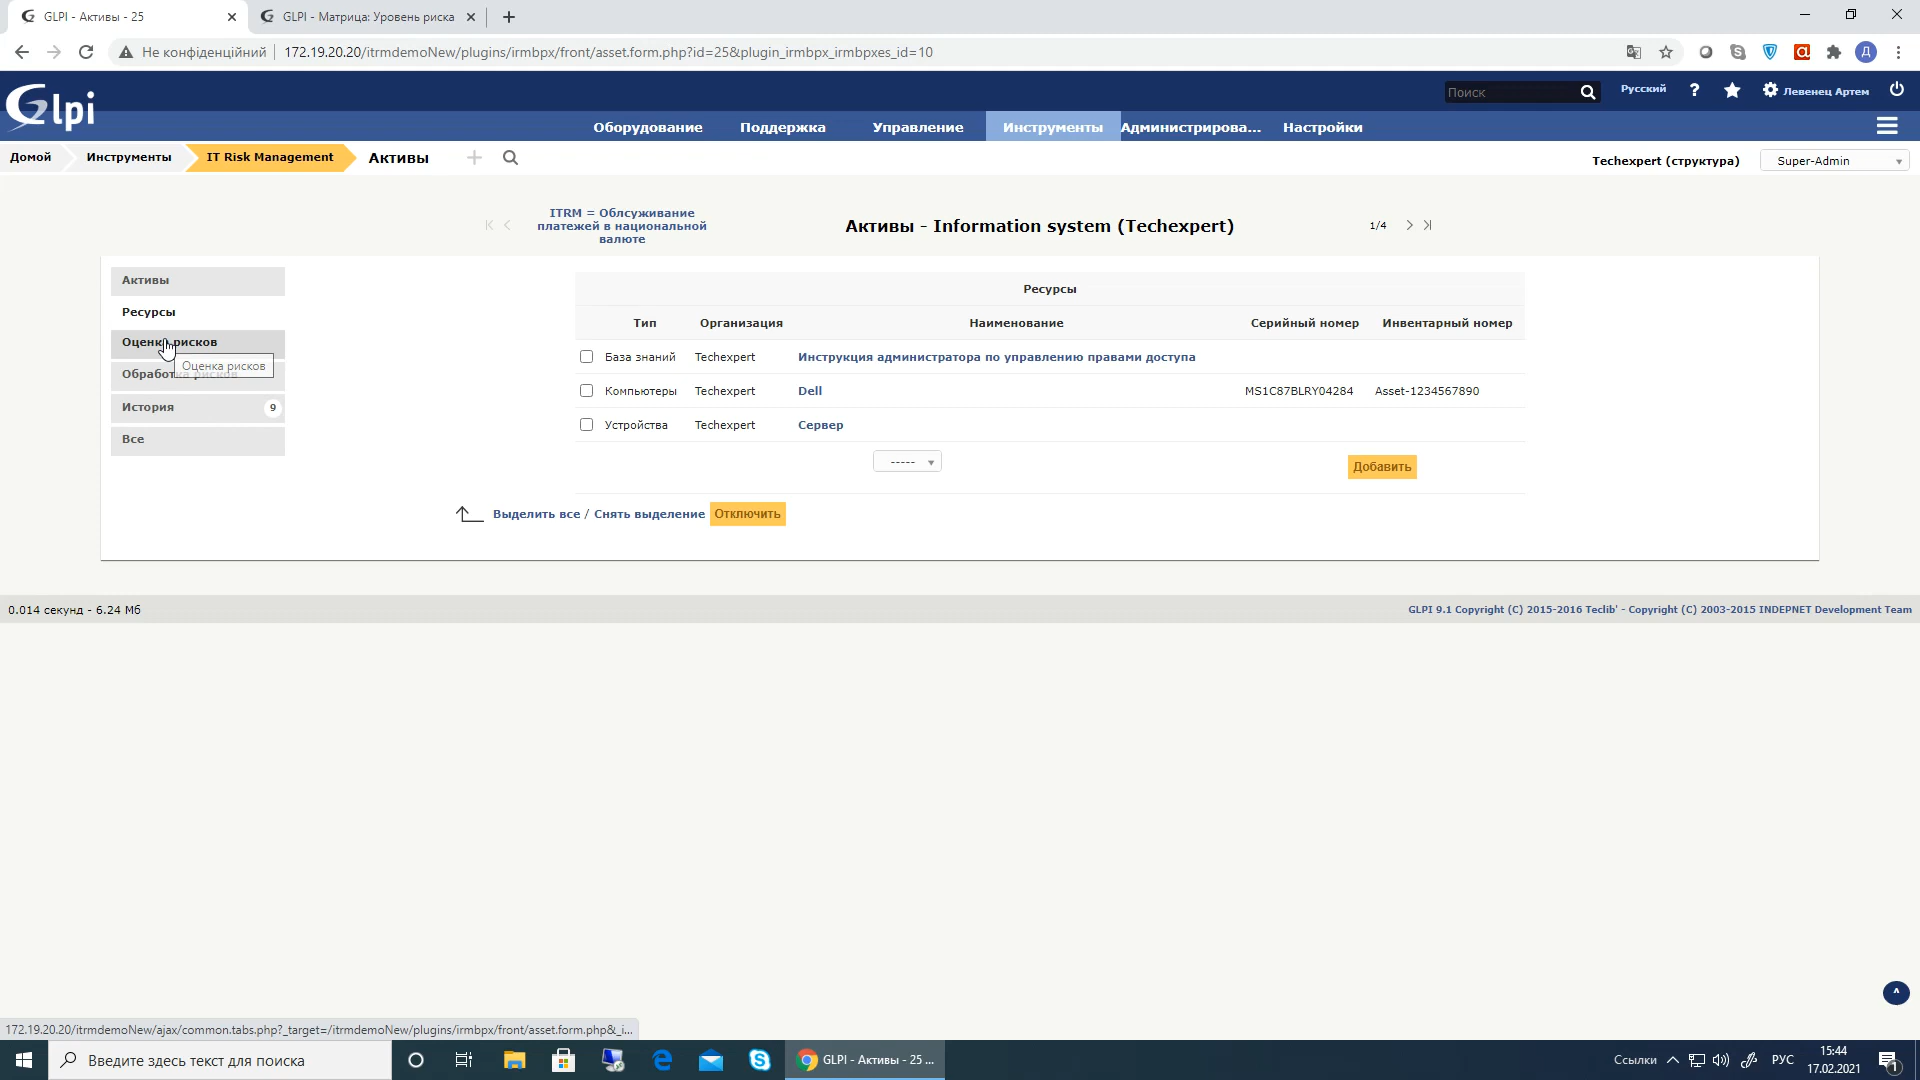 GLPI - Активы - 25
GLPI - Матрица: Уровень риска
Не конфіденційний
172.19.20.20/itrmdemoNew/plugins/irmbpx/front/asset.form.php?id=25&plugin_irmbpx_irmbpxes_id=10
Д
Glpi
Поиск
Русский
?
Левенец Артем
Оборудование
Поддержка
Управление
Инструменты
Администрирова...
Настройки
Домой
Инструменты
IT Risk Management
Активы
Techexpert (структура)
Super-Admin
ITRM = Облсуживание
платежей в национальной
валюте
Активы - Information system (Techexpert)
1/4
Активы
Ресурсы
Оценка рисков
Оценка рисков
Обработка рисков
История 9
Все
Ресурсы
Тип Организация Наименование Серийный номер Инвентарный номер
База знаний Techexpert Инструкция администратора по управлению правами доступа
Компьютеры Techexpert Dell MS1C87BLRY04284 Asset-1234567890
Устройства Techexpert Сервер
-----
Добавить
Выделить все / Снять выделение Отключить
0.014 секунд - 6.24 Мб
GLPI 9.1 Copyright (C) 2015-2016 Teclib' - Copyright (C) 2003-2015 INDEPNET Development Team
172.19.20.20/itrmdemoNew/ajax/common.tabs.php?_target=/itrmdemoNew/plugins/irmbpx/front/asset.form.php&_i...
Введите здесь текст для поиска
GLPI - Активы - 25 ...
Ссылки
РУС
15:44
17.02.2021
1